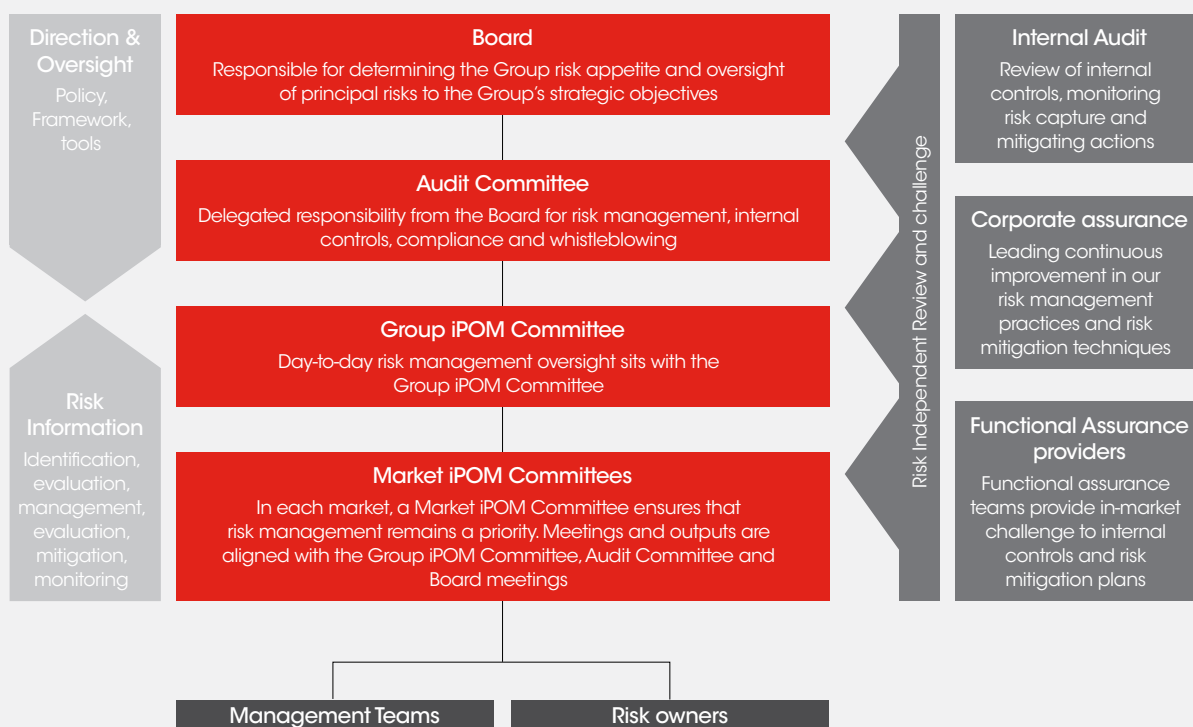 Direction &
Oversight
Policy,
Framework,
tools
Risk
Information
Identification,
evaluation,
management,
evaluation,
mitigation,
monitoring
Board
Responsible for determining the Group risk appetite and oversight
of principal risks to the Group's strategic objectives
Audit Committee
Delegated responsibility from the Board for risk management, internal
controls, compliance and whistleblowing
Group iPOM Committee
Day-to-day risk management oversight sits with the
Group iPOM Committee
Market iPOM Committees
In each market, a Market iPOM Committee ensures that
risk management remains a priority. Meetings and outputs are
aligned with the Group iPOM Committee, Audit Committee and
Board meetings
Management Teams
Risk owners
Risk Independent Review and challenge
Internal Audit
Review of internal
controls, monitoring
risk capture and
mitigating actions
Corporate assurance
Leading continuous
improvement in our
risk management
practices and risk
mitigation techniques
Functional Assurance
providers
Functional assurance
teams provide in-market
challenge to internal
controls and risk
mitigation plans